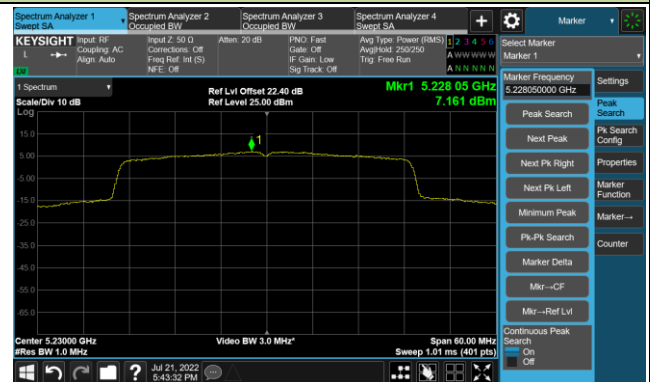 Spectrum Analyzer 1
Swept SA
Spectrum Analyzer 2
Occupied BW
Spectrum Analyzer 3
Occupied BW
Spectrum Analyzer 4
Swept SA
+
Marker
KEYSIGHT
L
Input: RF
Coupling: AC
Align: Auto
Input Z: 50 Ω
Corrections: Off
Freq Ref: Int (S)
NFE: Off
Atten: 20 dB
PNO: Fast
Gate: Off
IF Gain: Low
Sig Track: Off
Avg Type: Power (RMS)
Avg|Hold: 250/250
Trig: Free Run
1 2 3 4 5 6
A W W W W W
A N N N N N
1 Spectrum
Scale/Div 10 dB
Log
Ref Lvl Offset 22.40 dB
Ref Level 25.00 dBm
Mkr1 5.228 05 GHz
7.161 dBm
1
15.0
5.00
-5.00
-15.0
-25.0
-35.0
-45.0
-55.0
-65.0
Center 5.23000 GHz
#Res BW 1.0 MHz
Video BW 3.0 MHz*
Span 60.00 MHz
Sweep 1.01 ms (401 pts)
Select Marker
Marker 1
Marker Frequency
5.228050000 GHz
Peak Search
Next Peak
Next Pk Right
Next Pk Left
Minimum Peak
Pk-Pk Search
Marker Delta
Mkr→CF
Mkr→Ref Lvl
Continuous Peak
Search
On
Off
Settings
Peak
Search
Pk Search
Config
Properties
Marker
Function
Marker→
Counter
?
Jul 21, 2022
5:43:32 PM